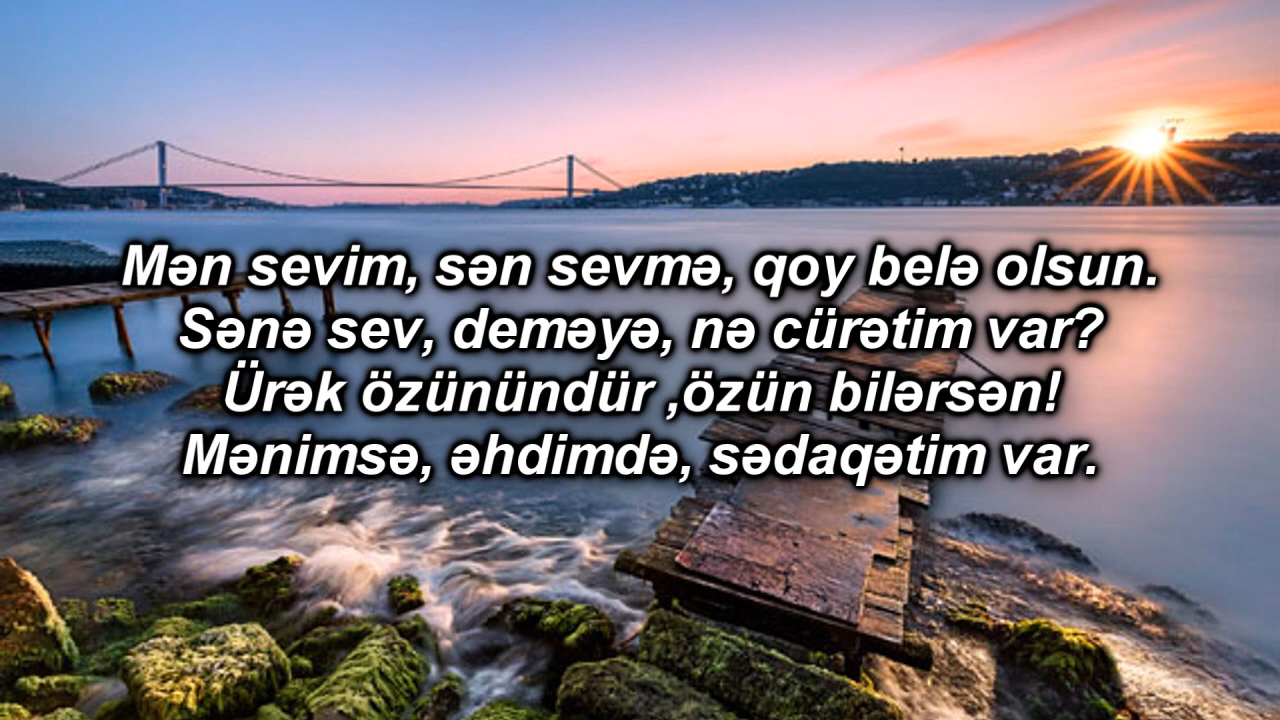 Mən sevim, sən sevmə, qoy belə olsun.
Sənə sev, deməyə, nə cürətim var?
Ürək özünündür ,özün bilərsən!
Mənimsə, əhdimdə, sədaqətim var.